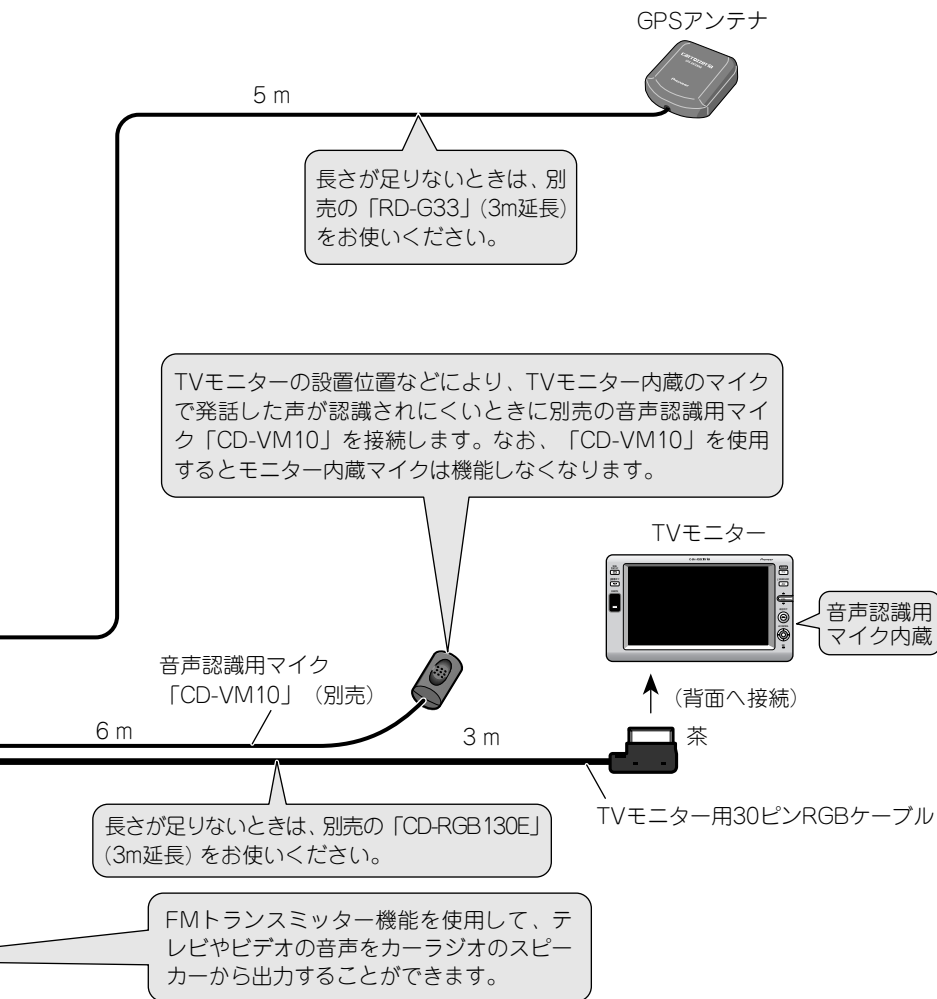 GPSアンテナ
carrozzeria
Pioneer
5 m
長さが足りないときは、別
売の「RD-G33」(3m延長)
をお使いください。
TVモニターの設置位置などにより、TVモニター内蔵のマイク
で発話した声が認識されにくいときに別売の音声認識用マイ
ク「CD-VM10」を接続します。なお、「CD-VM10」を使用
するとモニター内蔵マイクは機能しなくなります。
TVモニター
carrozzeria
Pioneer
音声認識用
マイク内蔵
音声認識用マイク
「CD-VM10」(別売)
(背面へ接続)
6 m
3 m
茶
TVモニター用30ピンRGBケーブル
長さが足りないときは、別売の「CD-RGB130E」
(3m延長)をお使いください。
FMトランスミッター機能を使用して、テ
レビやビデオの音声をカーラジオのスピー
カーから出力することができます。